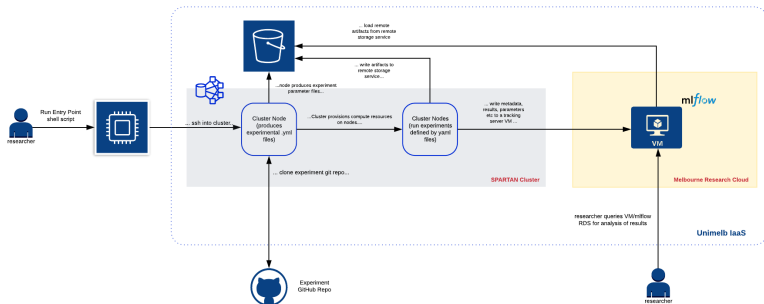 ... load remote
artifacts from remote
storage service
... write artifacts to
remote storage
service...
...node produces experiment
parameter files...
Run Entry Point
shell script
researcher
... ssh into cluster...
Cluster Node
(produces
experimental .yml
files)
...Cluster provisions compute resources
on nodes....
Cluster Nodes
(run experiments
defined by yaml
files)
... write metadata,
results, parameters
etc to a tracking
server VM ...
mlflow
VM
... clone experiment git repo...
SPARTAN Cluster
Melbourne Research Cloud
researcher queries VM/mlflow
RDS for analysis of results
Unimelb IaaS
Experiment
GitHub Repo
researcher